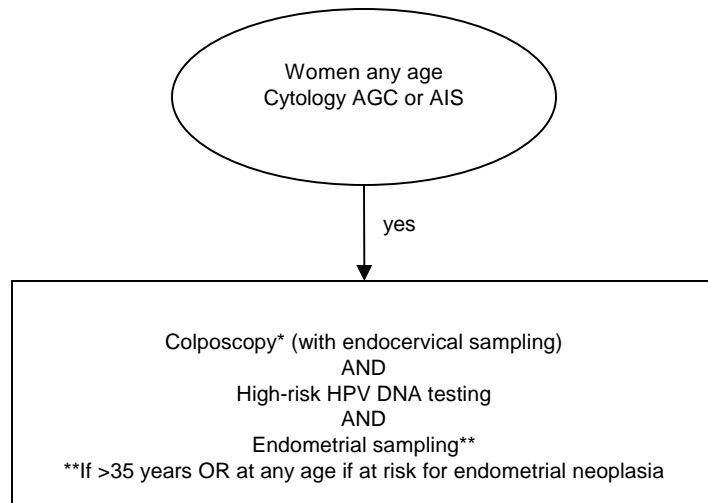 Women any age
Cytology AGC or AIS
yes
Colposcopy* (with endocervical sampling)
AND
High-risk HPV DNA testing
AND
Endometrial sampling**
**If >35 years OR at any age if at risk for endometrial neoplasia